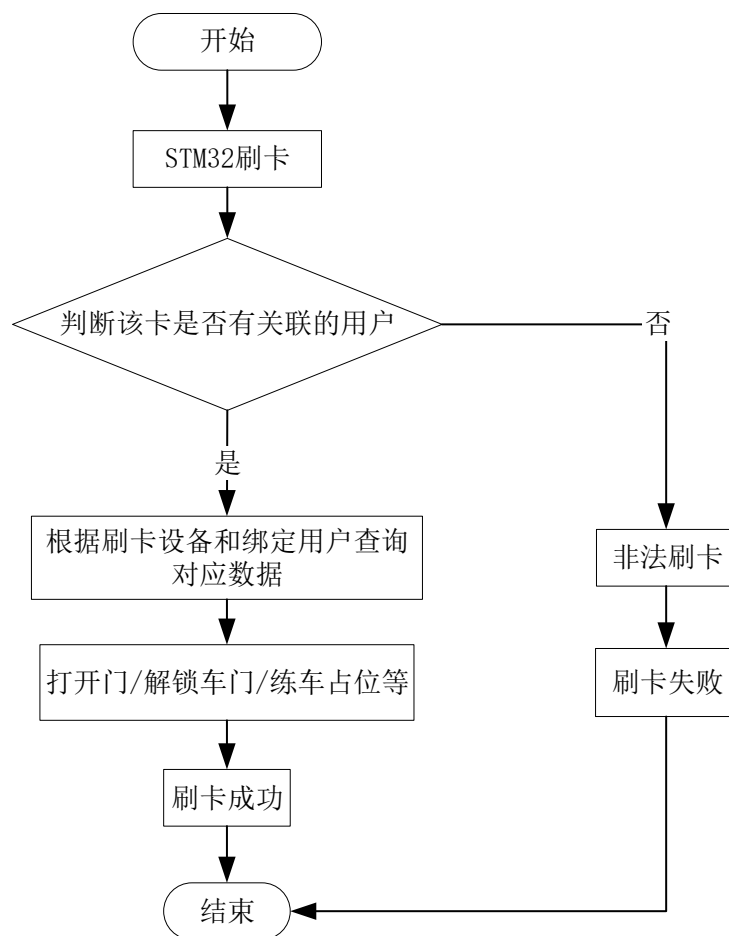 开始
STM32刷卡
判断该卡是否有关联的用户
否
是
根据刷卡设备和绑定用户查询
对应数据
非法刷卡
打开门/解锁车门/练车占位等
刷卡失败
刷卡成功
结束